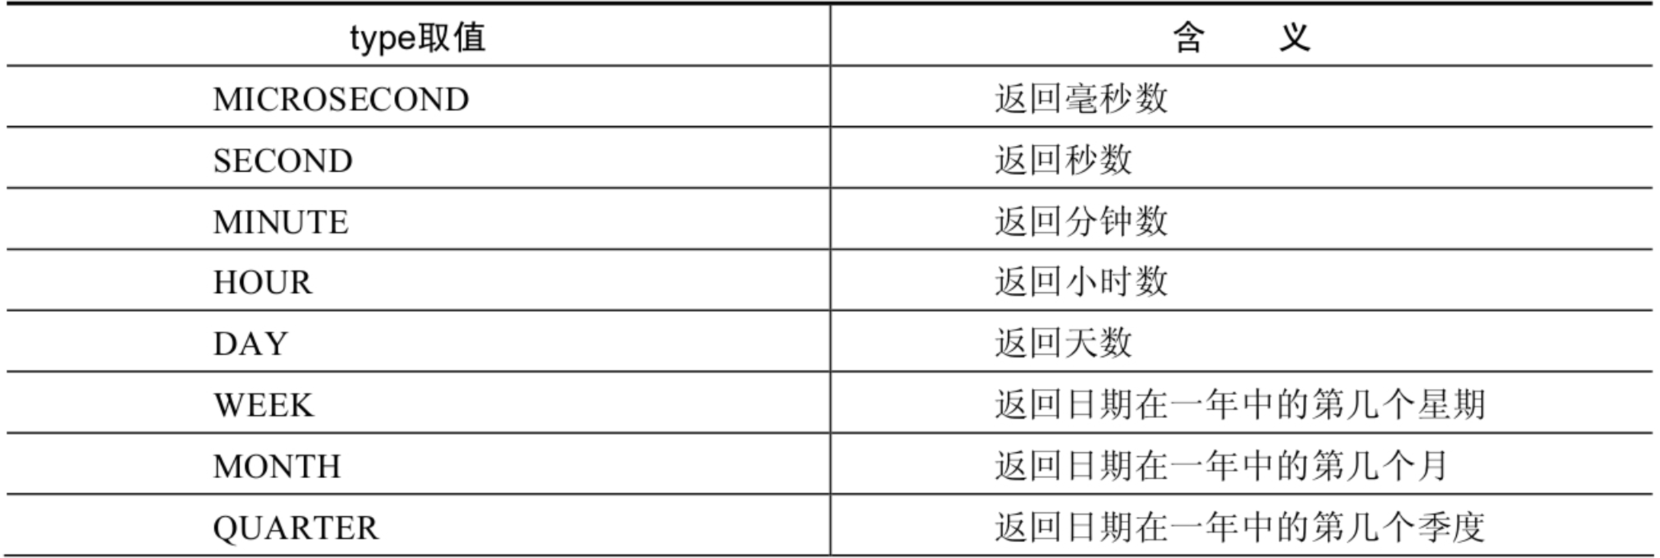 type取值 含 义
MICROSECOND 返回毫秒数
SECOND 返回秒数
MINUTE 返回分钟数
HOUR 返回小时数
DAY 返回天数
WEEK 返回日期在一年中的第几个星期
MONTH 返回日期在一年中的第几个月
QUARTER 返回日期在一年中的第几个季度